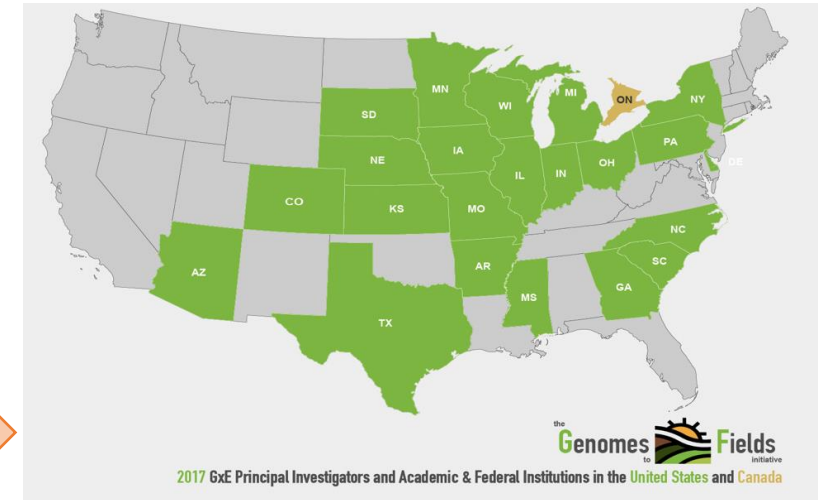 MN
MI
ON
WI
NY
SD
IA
PA
NE
OH
IL
IN
DE
CO
KS
MO
NC
AZ
AR
SC
MS
GA
TX
the
Genomes Fields
to initiative
2017 GxE Principal Investigators and Academic & Federal Institutions in the United States and Canada